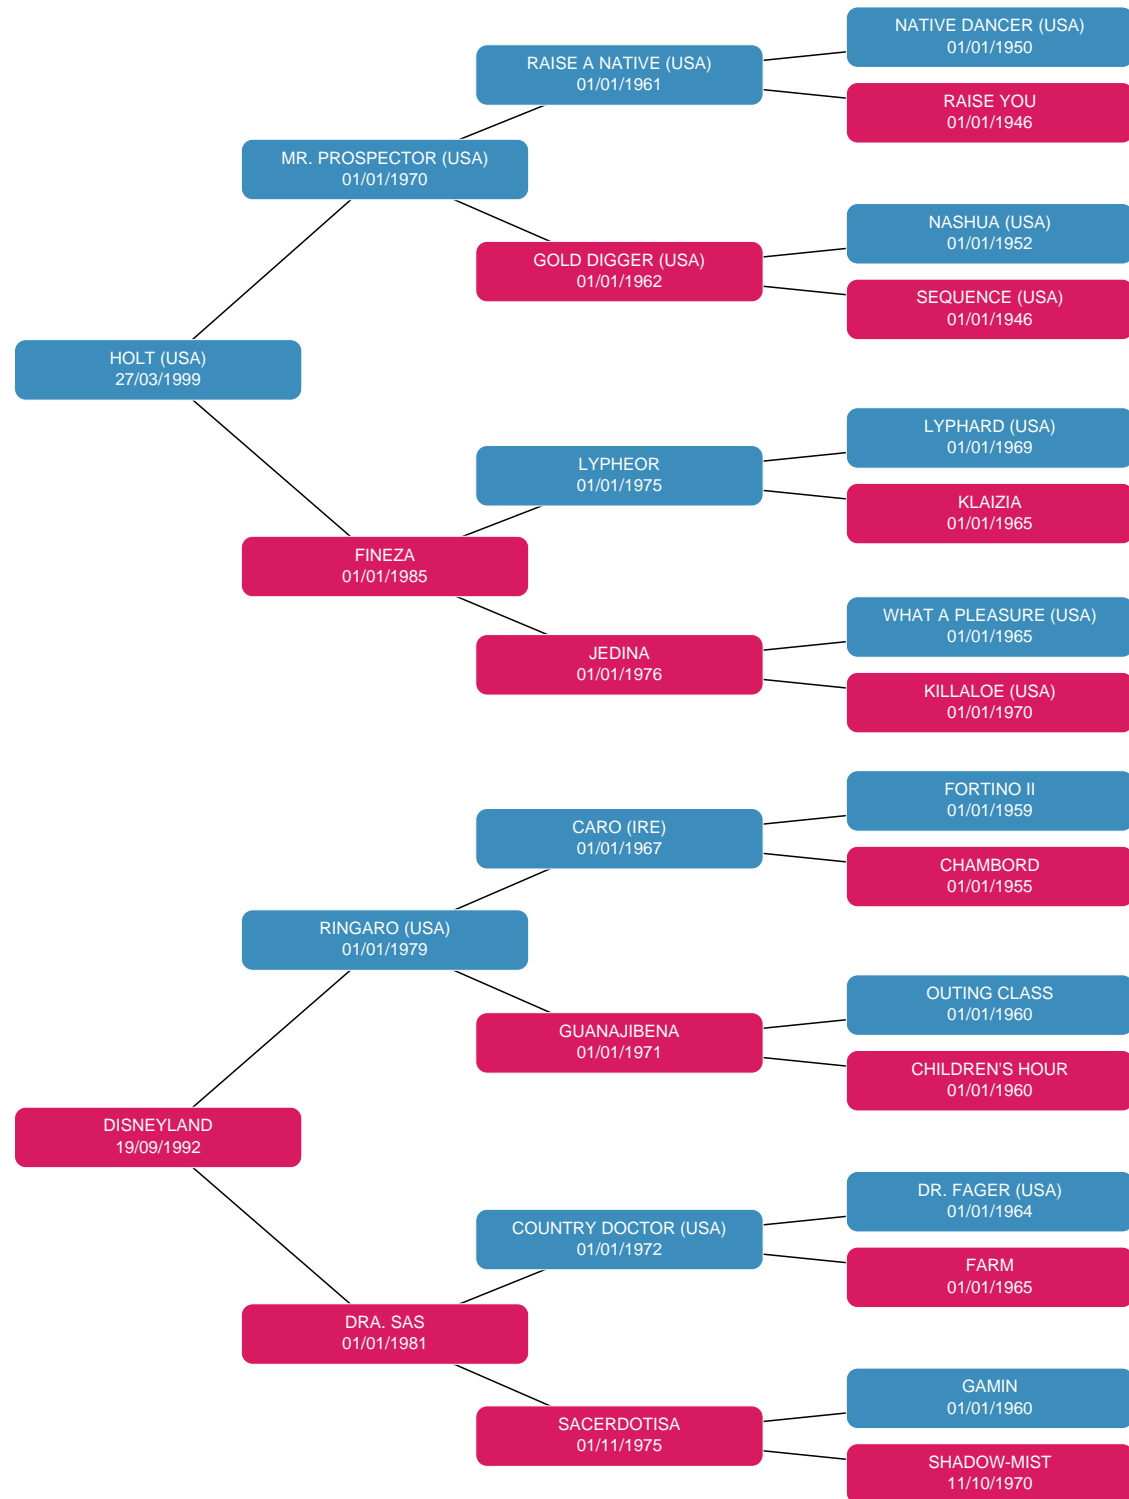 NATIVE DANCER (USA)
01/01/1950
RAISE A NATIVE (USA)
01/01/1961
RAISE YOU
01/01/1946
MR. PROSPECTOR (USA)
01/01/1970
NASHUA (USA)
01/01/1952
GOLD DIGGER (USA)
01/01/1962
SEQUENCE (USA)
01/01/1946
HOLT (USA)
27/03/1999
LYPHARD (USA)
01/01/1969
LYPHEOR
01/01/1975
KLAIZIA
01/01/1965
FINEZA
01/01/1985
WHAT A PLEASURE (USA)
01/01/1965
JEDINA
01/01/1976
KILLALOE (USA)
01/01/1970
FORTINO II
01/01/1959
CARO (IRE)
01/01/1967
CHAMBORD
01/01/1955
RINGARO (USA)
01/01/1979
OUTING CLASS
01/01/1960
GUANAJIBENA
01/01/1971
CHILDREN'S HOUR
01/01/1960
DISNEYLAND
19/09/1992
DR. FAGER (USA)
01/01/1964
COUNTRY DOCTOR (USA)
01/01/1972
FARM
01/01/1965
DRA. SAS
01/01/1981
GAMIN
01/01/1960
SACERDOTISA
01/11/1975
SHADOW-MIST
11/10/1970